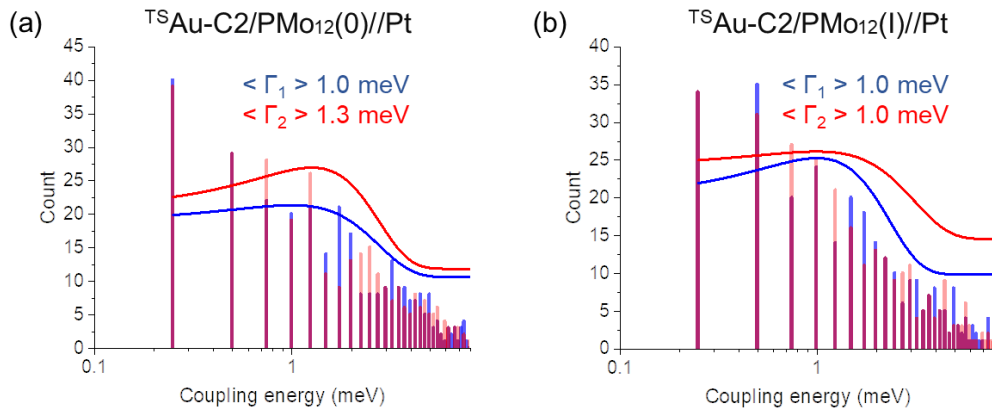 (a) ᵀˢAu-C2/PMo₁₂(0)//Pt
45
40
35
30
25
20
15
10
5
0
Count
< Γ₁ > 1.0 meV
< Γ₂ > 1.3 meV
0.1
1
Coupling energy (meV)
(b) ᵀˢAu-C2/PMo₁₂(I)//Pt
40
35
30
25
20
15
10
5
0
Count
< Γ₁ > 1.0 meV
< Γ₂ > 1.0 meV
0.1
1
Coupling energy (meV)